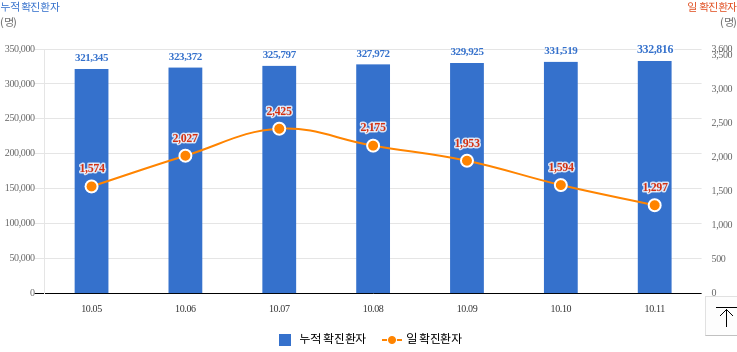 누적 확진환자 일 확진환자
(명) (명)
350,000 321,345 323,372 325,797 327,972 329,925 331,519 332,816 3,600
3,500
300,000 3,000
250,000 2,425 2,500
2,027 2,175
200,000 1,574 1,953 1,594 1,297 2,000
150,000 1,500
100,000 1,000
50,000 500
0 0
10.05 10.06 10.07 10.08 10.09 10.10 10.11
누적 확진환자 일 확진환자